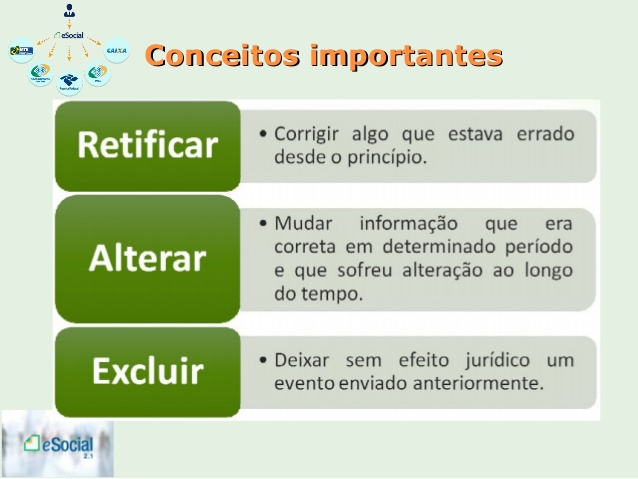 eSocial
CAIXA
Conceitos importantes
Retificar
• Corrigir algo que estava errado
desde o princípio.
Alterar
• Mudar informação que era
correta em determinado período
e que sofreu alteração ao longo
do tempo.
Excluir
• Deixar sem efeito jurídico um
evento enviado anteriormente.
eSocial
2.1